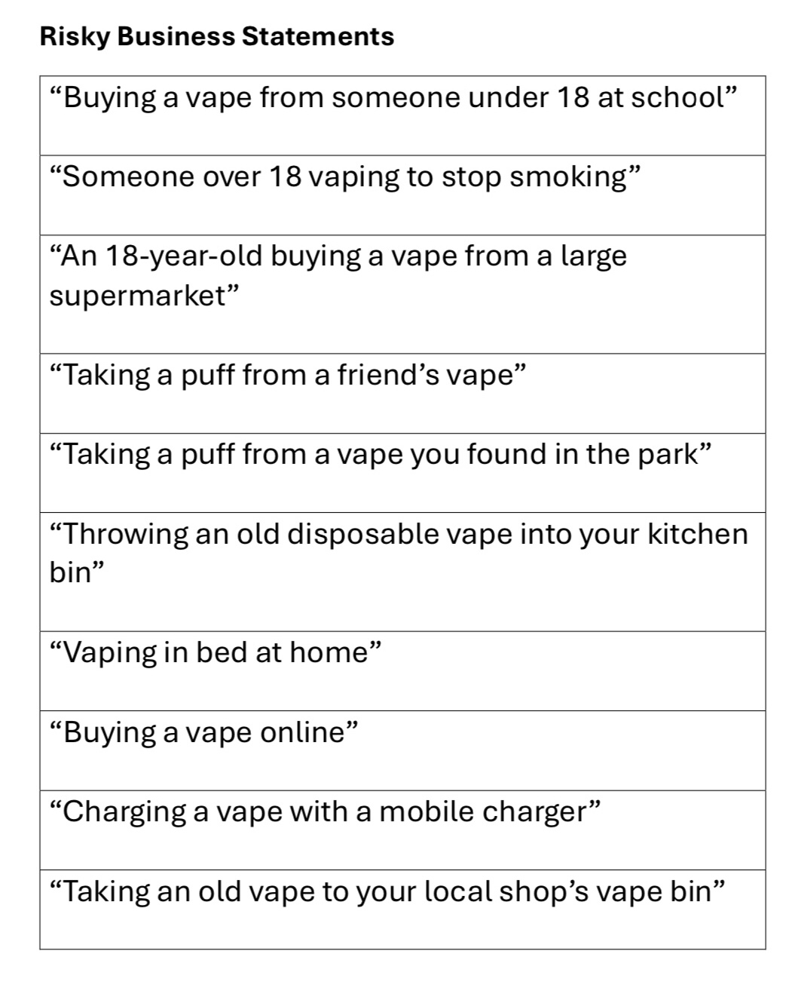 Risky Business Statements
“Buying a vape from someone under 18 at school”
“Someone over 18 vaping to stop smoking”
“An 18-year-old buying a vape from a large
supermarket”
“Taking a puff from a friend’s vape”
“Taking a puff from a vape you found in the park”
“Throwing an old disposable vape into your kitchen
bin”
“Vaping in bed at home”
“Buying a vape online”
“Charging a vape with a mobile charger”
“Taking an old vape to your local shop’s vape bin”